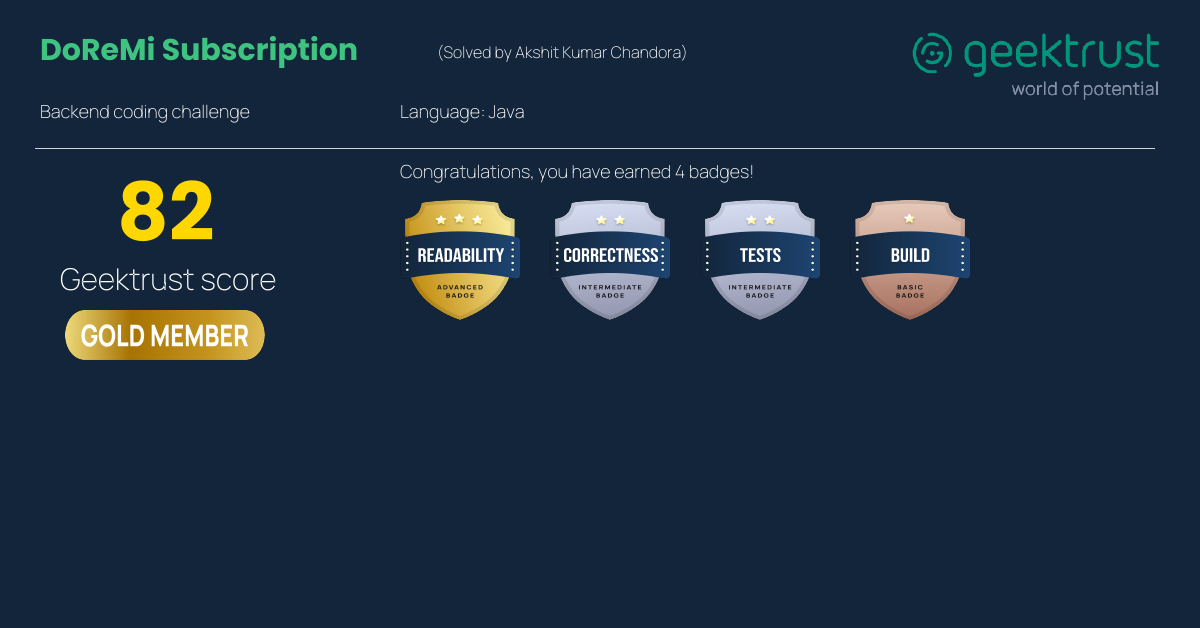 DoReMi Subscription
(Solved by Akshit Kumar Chandora)
geektrust
world of potential
Backend coding challenge
Language: Java
82
Geektrust score
GOLD MEMBER
Congratulations, you have earned 4 badges!
READABILITY
ADVANCED
BADGE
CORRECTNESS
INTERMEDIATE
BADGE
TESTS
INTERMEDIATE
BADGE
BUILD
BASIC
BADGE